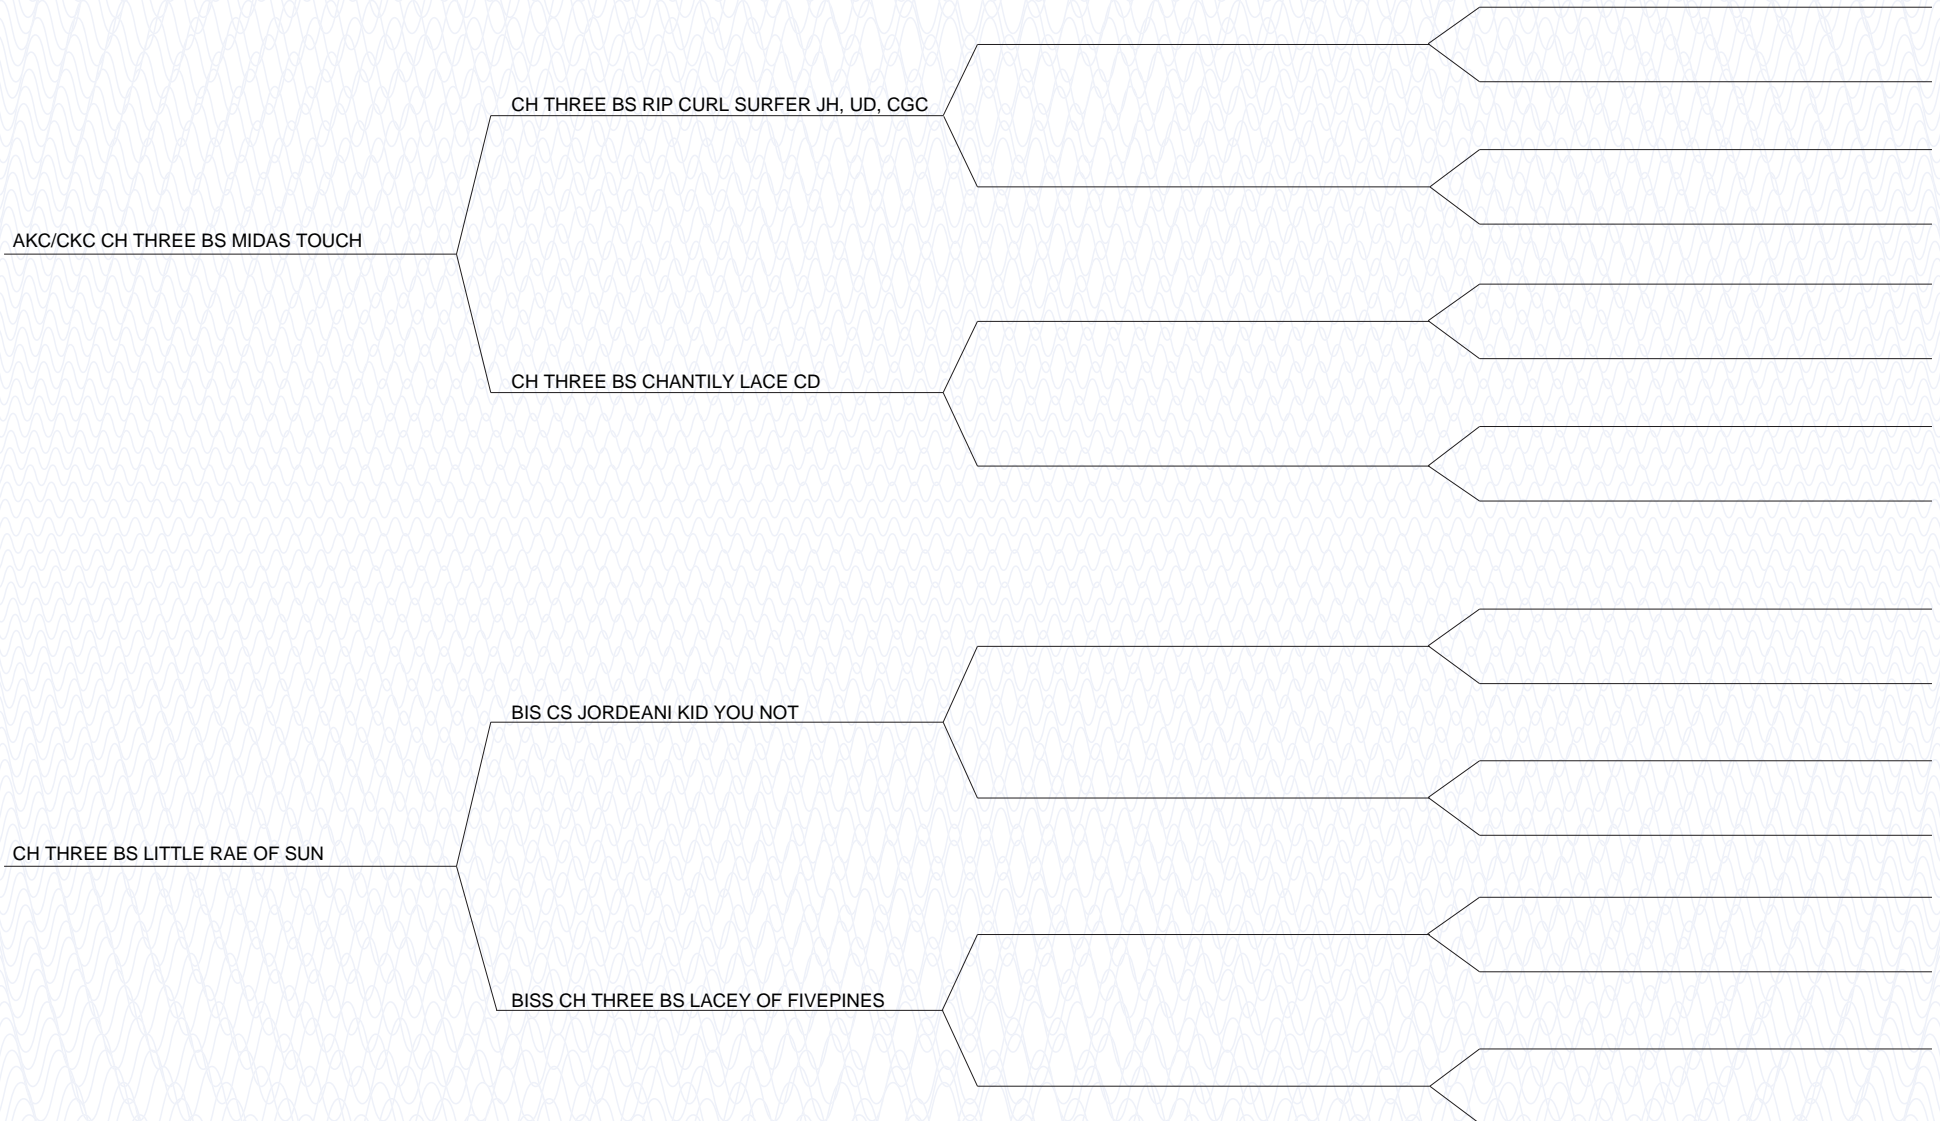 CH THREE BS RIP CURL SURFER JH, UD, CGC
AKC/CKC CH THREE BS MIDAS TOUCH
CH THREE BS CHANTILY LACE CD
BIS CS JORDEANI KID YOU NOT
CH THREE BS LITTLE RAE OF SUN
BISS CH THREE BS LACEY OF FIVEPINES